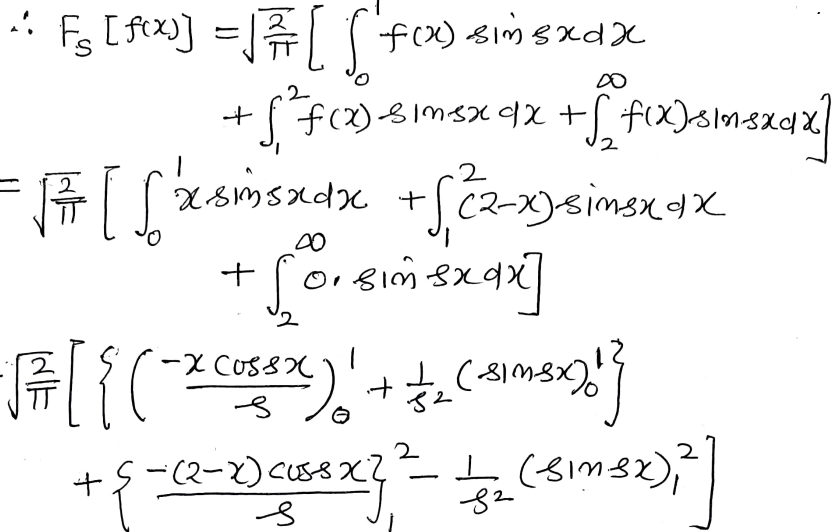 ∴ F_s [f(x)] = √(2/π) [ ∫_0^1 f(x) sin sx dx
+ ∫_1^2 f(x) sin sx dx + ∫_2^∞ f(x) sin sx dx ]
= √(2/π) [ ∫_0^1 x sin sx dx + ∫_1^2 (2-x) sin sx dx
+ ∫_2^∞ 0. sin sx dx ]
√(2/π) [ { ( -x cos sx / s )_0^1 + 1/s² (sin sx)_0^1 }
+ { -(2-x) cos sx / s }_1^2 - 1/s² (sin sx)_1^2 ]